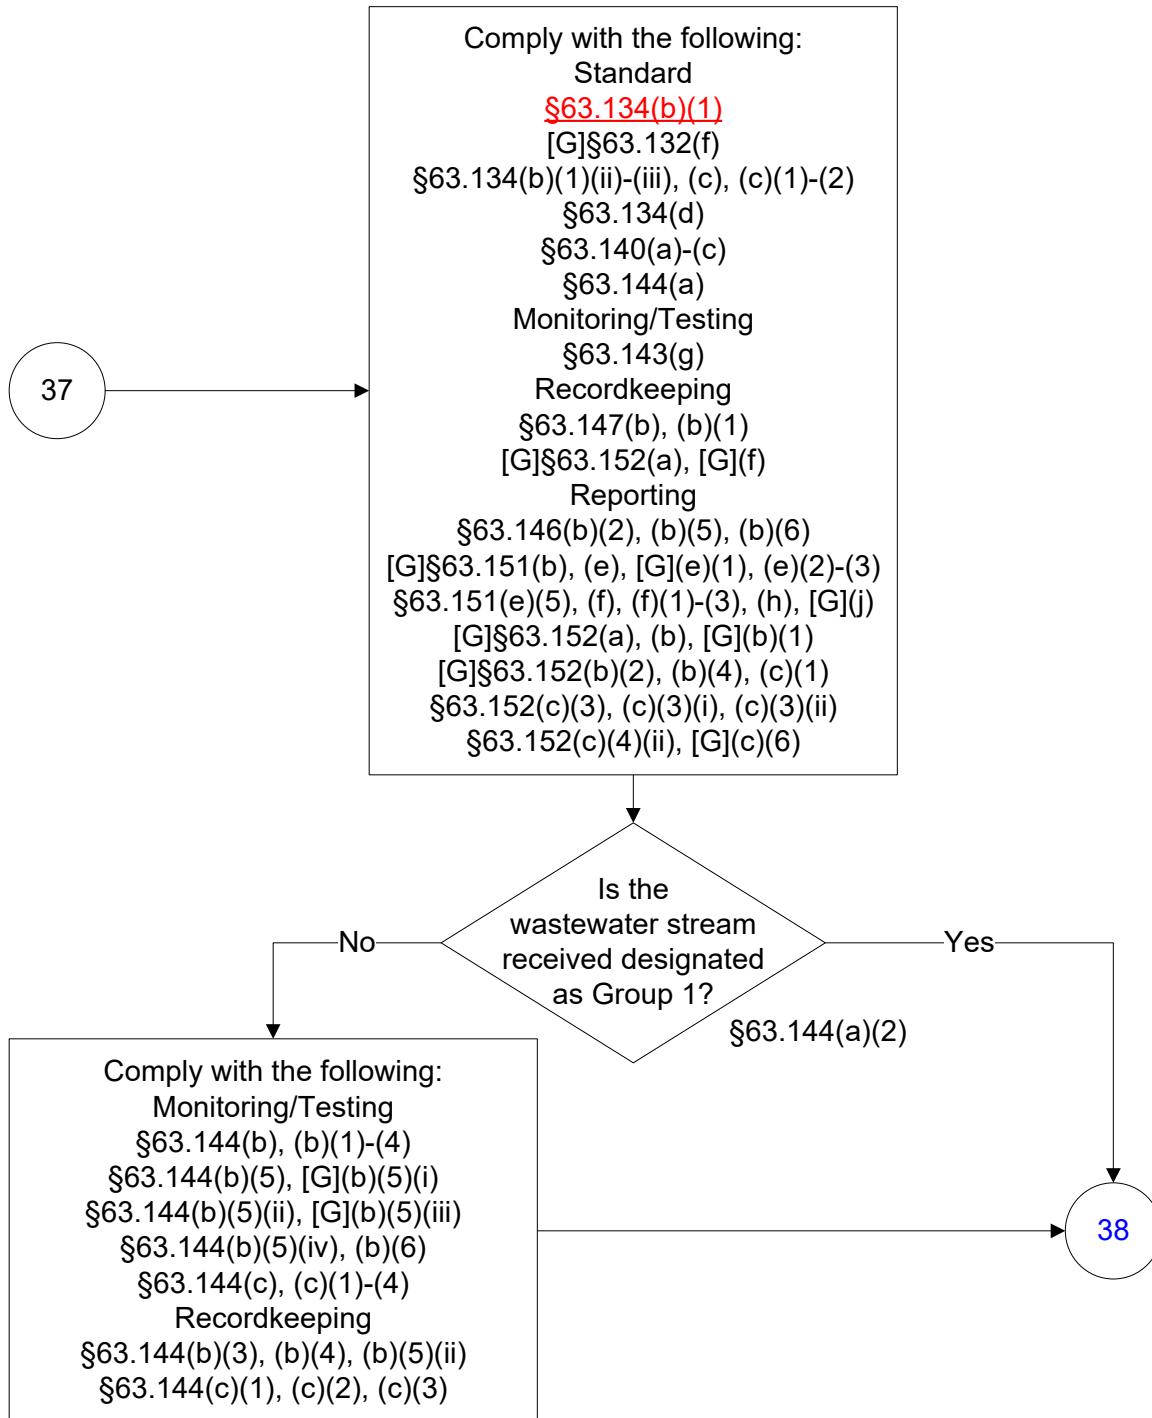 Comply with the following:
Standard
§63.134(b)(1)
[G]§63.132(f)
§63.134(b)(1)(ii)-(iii), (c), (c)(1)-(2)
§63.134(d)
§63.140(a)-(c)
§63.144(a)
Monitoring/Testing
§63.143(g)
Recordkeeping
§63.147(b), (b)(1)
[G]§63.152(a), [G](f)
Reporting
§63.146(b)(2), (b)(5), (b)(6)
[G]§63.151(b), (e), [G](e)(1), (e)(2)-(3)
§63.151(e)(5), (f), (f)(1)-(3), (h), [G](j)
[G]§63.152(a), (b), [G](b)(1)
[G]§63.152(b)(2), (b)(4), (c)(1)
§63.152(c)(3), (c)(3)(i), (c)(3)(ii)
§63.152(c)(4)(ii), [G](c)(6)
37
Is the
wastewater stream
received designated
as Group 1?
No
Yes
§63.144(a)(2)
Comply with the following:
Monitoring/Testing
§63.144(b), (b)(1)-(4)
§63.144(b)(5), [G](b)(5)(i)
§63.144(b)(5)(ii), [G](b)(5)(iii)
§63.144(b)(5)(iv), (b)(6)
§63.144(c), (c)(1)-(4)
Recordkeeping
§63.144(b)(3), (b)(4), (b)(5)(ii)
§63.144(c)(1), (c)(2), (c)(3)
38